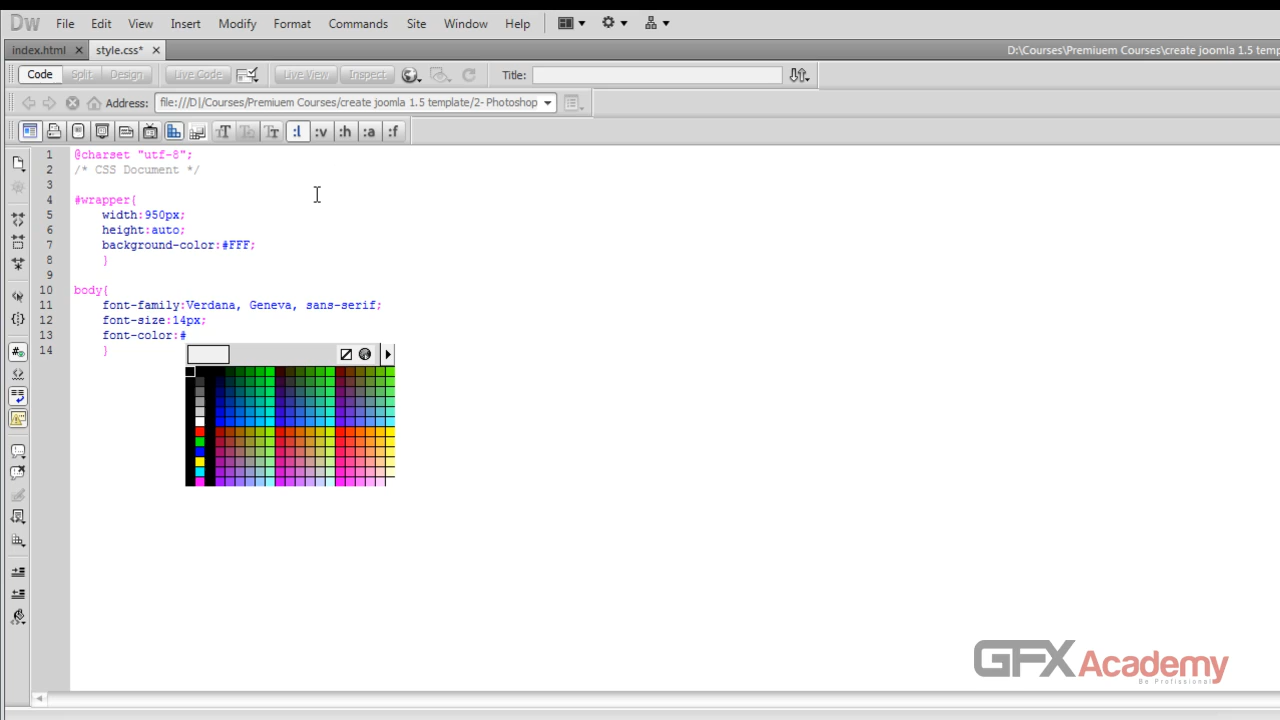 Dw File Edit View Insert Modify Format Commands Site Window Help
index.html style.css* D:\Courses\Premiuem Courses\create joomla 1.5 temp
Code Split Design Live Code Live View Inspect Title:
Address: file:///D|/Courses/Premiuem Courses/create joomla 1.5 template/2- Photoshop
:l :v :h :a :f
1 @charset "utf-8";
2 /* CSS Document */
3
4 #wrapper{
5 width:950px;
6 height:auto;
7 background-color:#FFF;
8 }
9
10 body{
11 font-family:Verdana, Geneva, sans-serif;
12 font-size:14px;
13 font-color:#
14 }
GFX Academy
Be Profissional